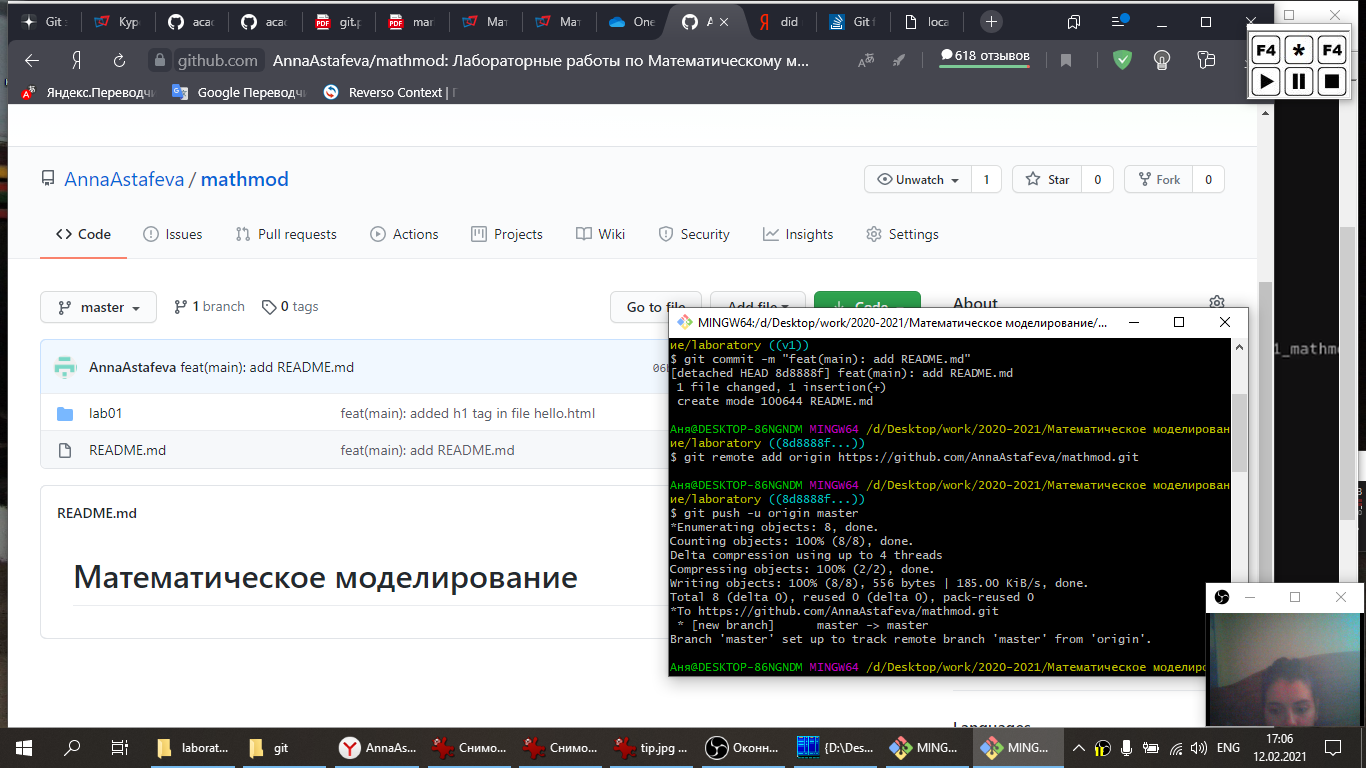 Git
Кур
acac
acac
git.p
mar
Мат
Мат
One
A
did
Git f
loca
github.com AnnaAstafeva/mathmod: Лабораторные работы по Математическому м...
618 отзывов
Яндекс.Переводчи
Google Переводч
Reverso Context |
F4 * F4
AnnaAstafeva / mathmod
Unwatch 1
Star 0
Fork 0
Code
Issues
Pull requests
Actions
Projects
Wiki
Security
Insights
Settings
master
1 branch
0 tags
Go to file
Add file
Code
About
AnnaAstafeva feat(main): add README.md
lab01 feat(main): added h1 tag in file hello.html
README.md feat(main): add README.md
README.md
Математическое моделирование
Languages
1_mathmo
MINGW64:/d/Desktop/work/2020-2021/Математическое моделирование/...
ие/laboratory ((v1))
$ git commit -m "feat(main): add README.md"
[detached HEAD 8d8888f] feat(main): add README.md
1 file changed, 1 insertion(+)
create mode 100644 README.md
Аня@DESKTOP-86NGNDM MINGW64 /d/Desktop/work/2020-2021/Математическое моделирован
ие/laboratory ((8d8888f...))
$ git remote add origin https://github.com/AnnaAstafeva/mathmod.git
Аня@DESKTOP-86NGNDM MINGW64 /d/Desktop/work/2020-2021/Математическое моделирован
ие/laboratory ((8d8888f...))
$ git push -u origin master
*Enumerating objects: 8, done.
Counting objects: 100% (8/8), done.
Delta compression using up to 4 threads
Compressing objects: 100% (2/2), done.
Writing objects: 100% (8/8), 556 bytes | 185.00 KiB/s, done.
Total 8 (delta 0), reused 0 (delta 0), pack-reused 0
*To https://github.com/AnnaAstafeva/mathmod.git
* [new branch] master -> master
Branch 'master' set up to track remote branch 'master' from 'origin'.
Аня@DESKTOP-86NGNDM MINGW64 /d/Desktop/work/2020-2021/Математическое моделиро
laborat...
git
AnnaAs...
Снимо...
Снимо...
tip.jpg ...
Оконн...
{D:\Des...
MING...
MING...
ENG
17:06
12.02.2021